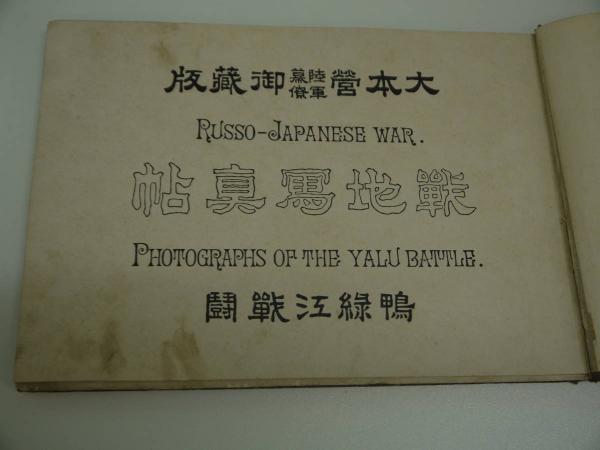 大本營陸軍幕僚御藏版
RUSSO-JAPANESE WAR.
戰地寫真帖
PHOTOGRAPHS OF THE YALU BATTLE.
鴨綠江戰鬪